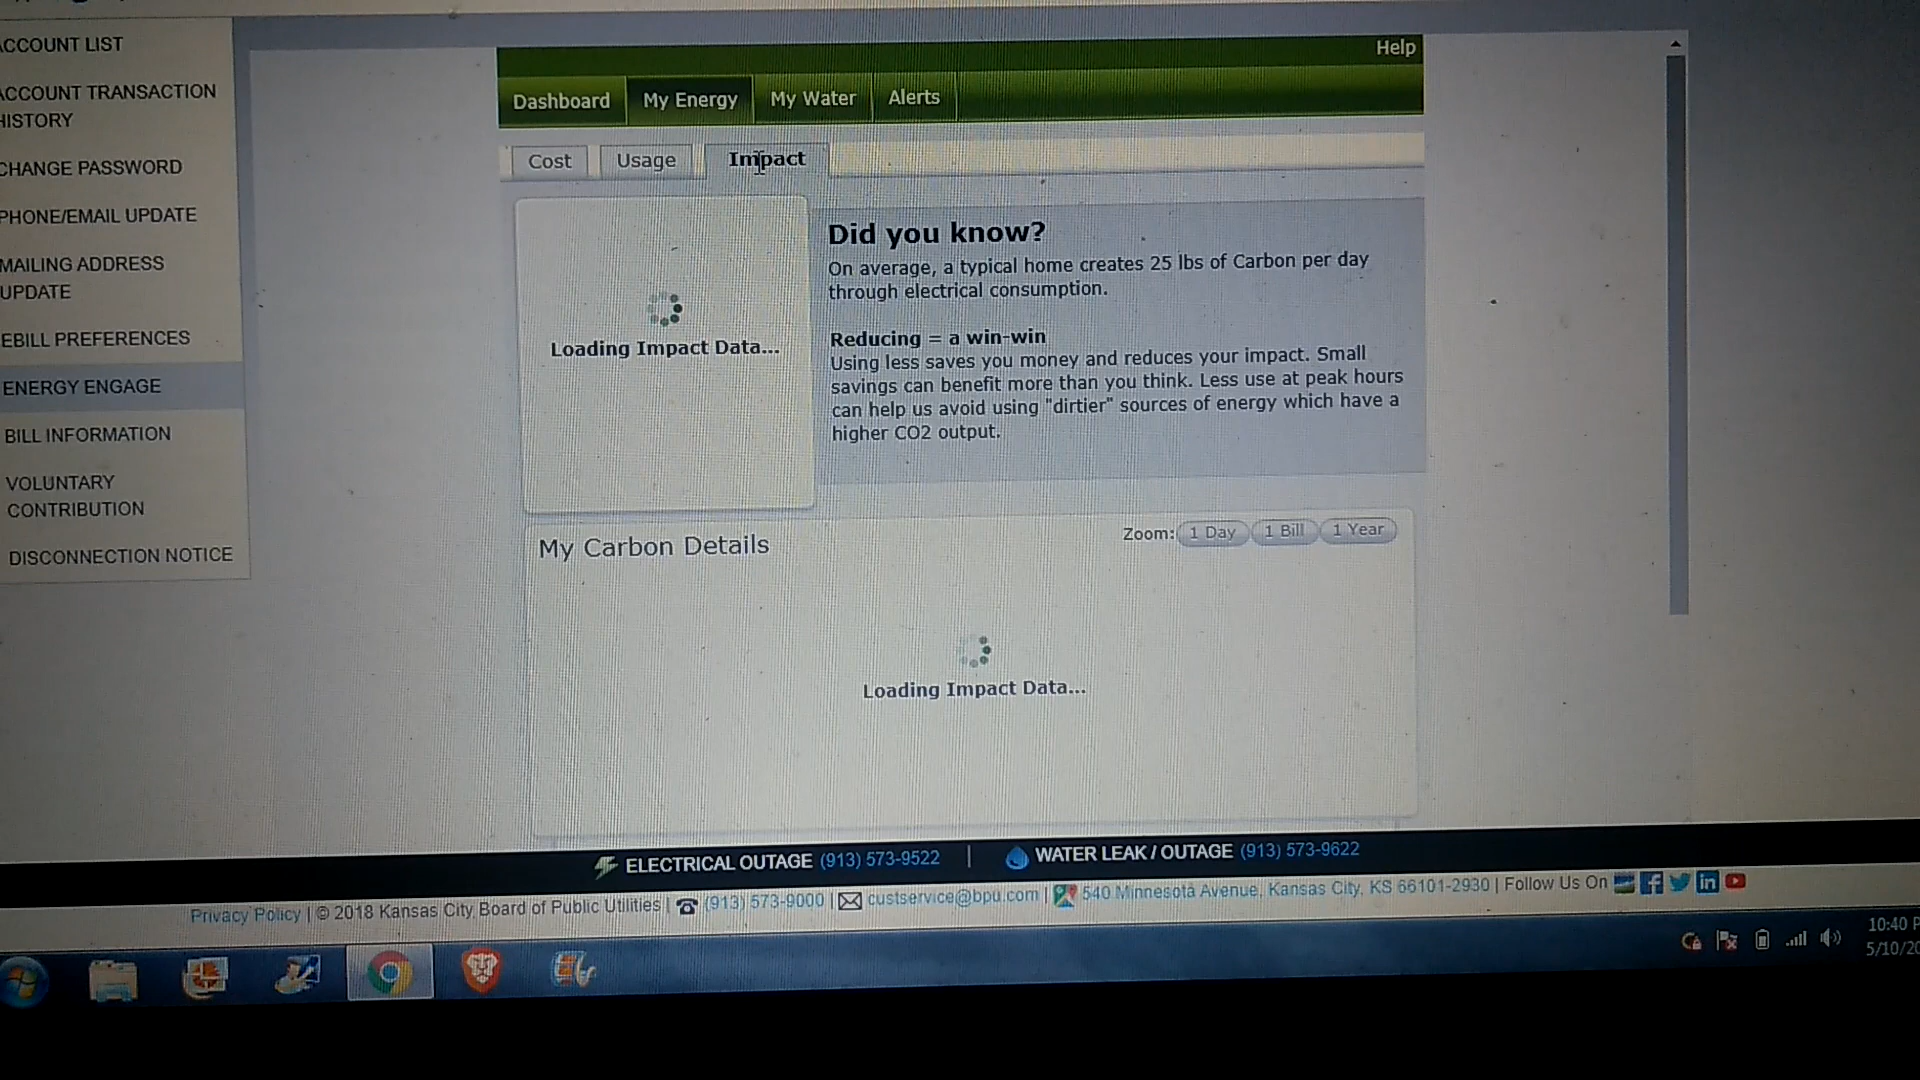 ACCOUNT LIST
ACCOUNT TRANSACTION
HISTORY
CHANGE PASSWORD
PHONE/EMAIL UPDATE
MAILING ADDRESS
UPDATE
EBILL PREFERENCES
ENERGY ENGAGE
BILL INFORMATION
VOLUNTARY
CONTRIBUTION
DISCONNECTION NOTICE
Help
Dashboard My Energy My Water Alerts
Cost Usage Impact
Loading Impact Data...
Did you know?
On average, a typical home creates 25 lbs of Carbon per day
through electrical consumption.
Reducing = a win-win
Using less saves you money and reduces your impact. Small
savings can benefit more than you think. Less use at peak hours
can help us avoid using "dirtier" sources of energy which have a
higher CO2 output.
My Carbon Details
Zoom: 1 Day 1 Bill 1 Year
Loading Impact Data...
ELECTRICAL OUTAGE (913) 573-9522 | WATER LEAK / OUTAGE (913) 573-9622
Privacy Policy | © 2018 Kansas City Board of Public Utilities | (913) 573-9000 | custservice@bpu.com | 540 Minnesota Avenue, Kansas City, KS 66101-2930 | Follow Us On
10:40 P
5/10/20